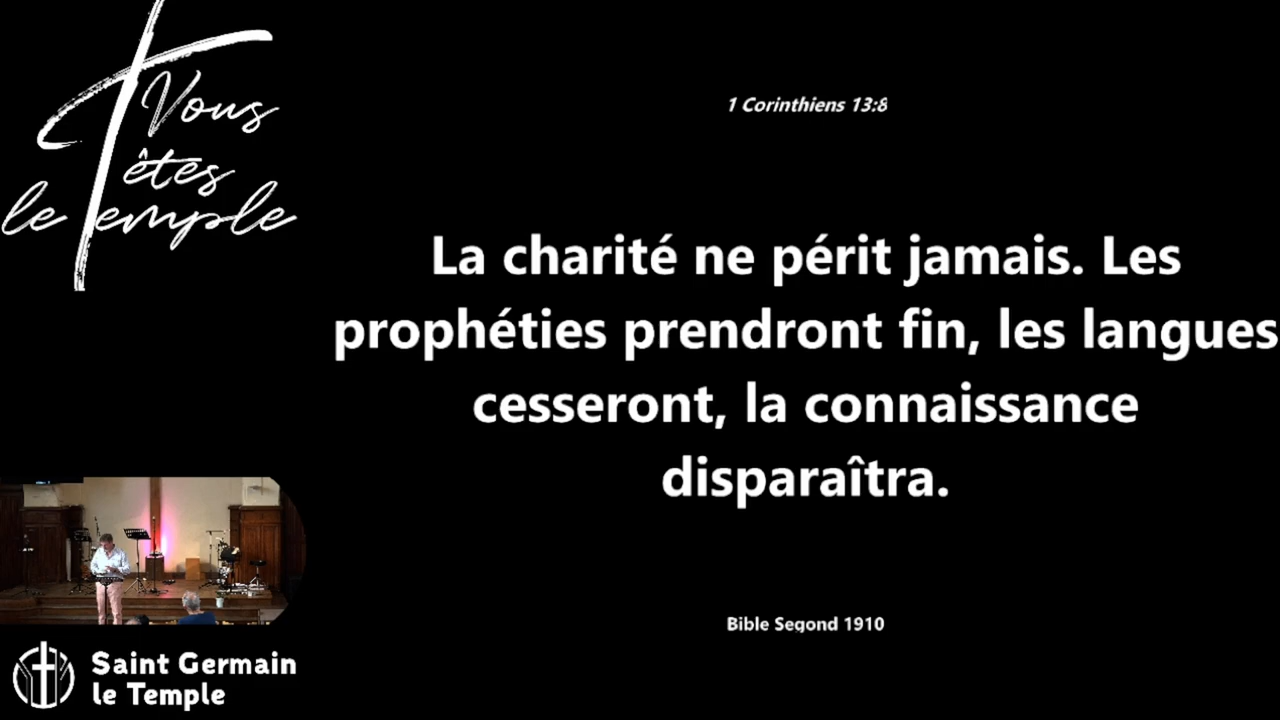 Vous
êtes
le Temple
1 Corinthiens 13:8
La charité ne périt jamais. Les
prophéties prendront fin, les langues
cesseront, la connaissance
disparaîtra.
Bible Segond 1910
Saint Germain
le Temple